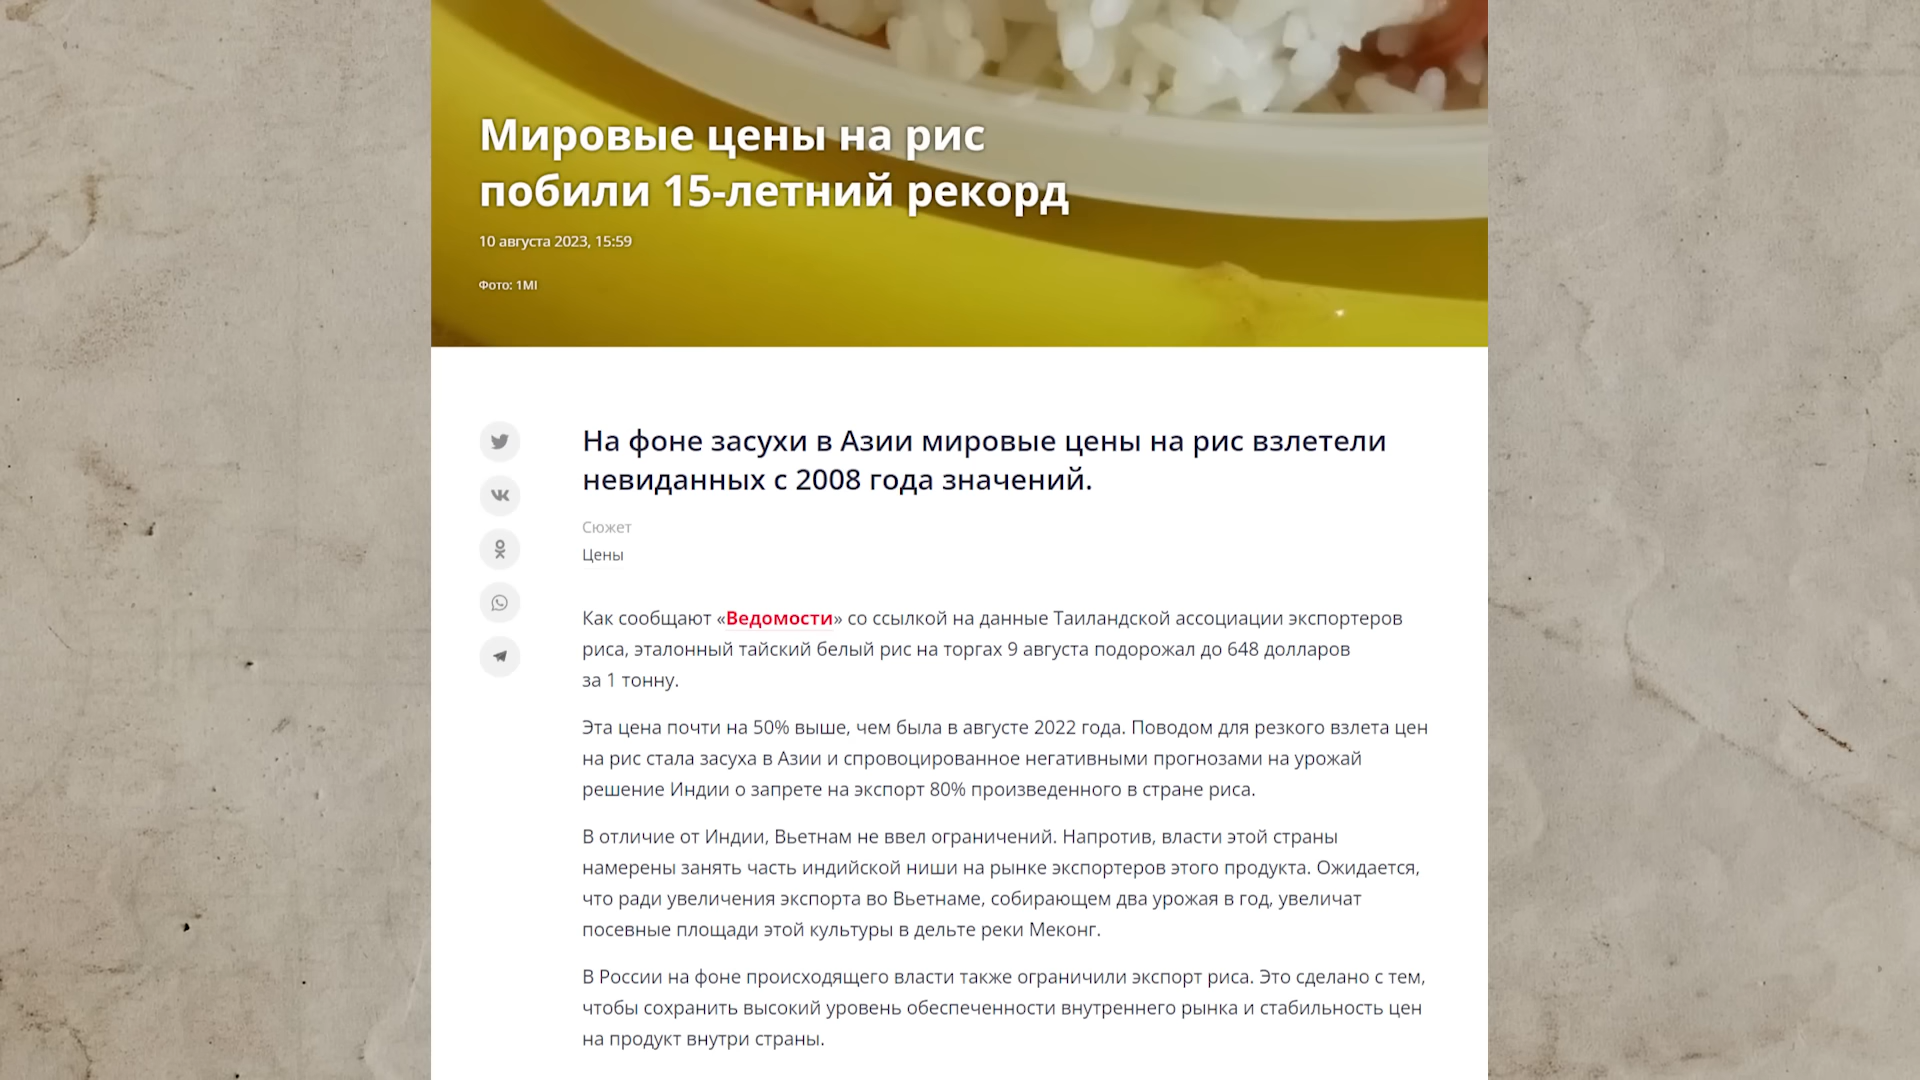 Мировые цены на рис
побили 15-летний рекорд
10 августа 2023, 15:59
Фото: 1MI
На фоне засухи в Азии мировые цены на рис взлетели
невиданных с 2008 года значений.
Сюжет
Цены
Как сообщают «Ведомости» со ссылкой на данные Таиландской ассоциации экспортеров
риса, эталонный тайский белый рис на торгах 9 августа подорожал до 648 долларов
за 1 тонну.
Эта цена почти на 50% выше, чем была в августе 2022 года. Поводом для резкого взлета цен
на рис стала засуха в Азии и спровоцированное негативными прогнозами на урожай
решение Индии о запрете на экспорт 80% произведенного в стране риса.
В отличие от Индии, Вьетнам не ввел ограничений. Напротив, власти этой страны
намерены занять часть индийской ниши на рынке экспортеров этого продукта. Ожидается,
что ради увеличения экспорта во Вьетнаме, собирающем два урожая в год, увеличат
посевные площади этой культуры в дельте реки Меконг.
В России на фоне происходящего власти также ограничили экспорт риса. Это сделано с тем,
чтобы сохранить высокий уровень обеспеченности внутреннего рынка и стабильность цен
на продукт внутри страны.